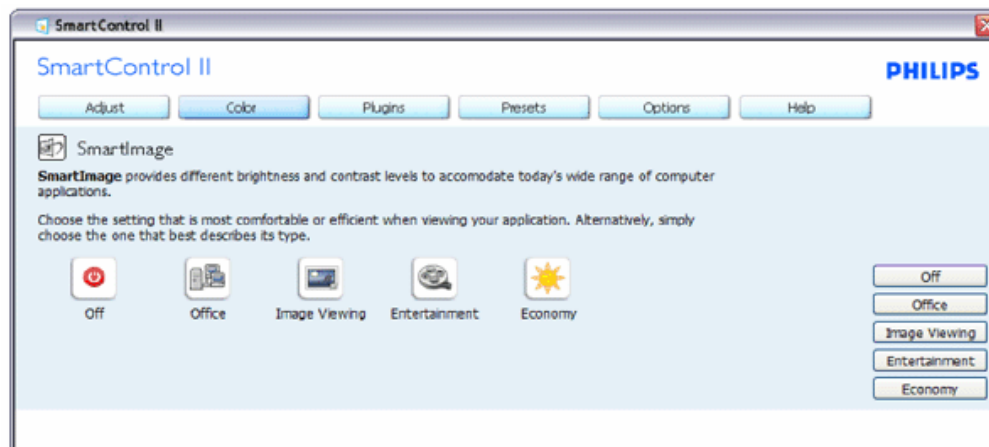 SmartControl II
SmartControl II
PHILIPS
Adjust Color Plugins Presets Options Help
SmartImage
SmartImage provides different brightness and contrast levels to accomodate today's wide range of computer
applications.
Choose the setting that is most comfortable or efficient when viewing your application. Alternatively, simply
choose the one that best describes its type.
Off Office Image Viewing Entertainment Economy
Off
Office
Image Viewing
Entertainment
Economy